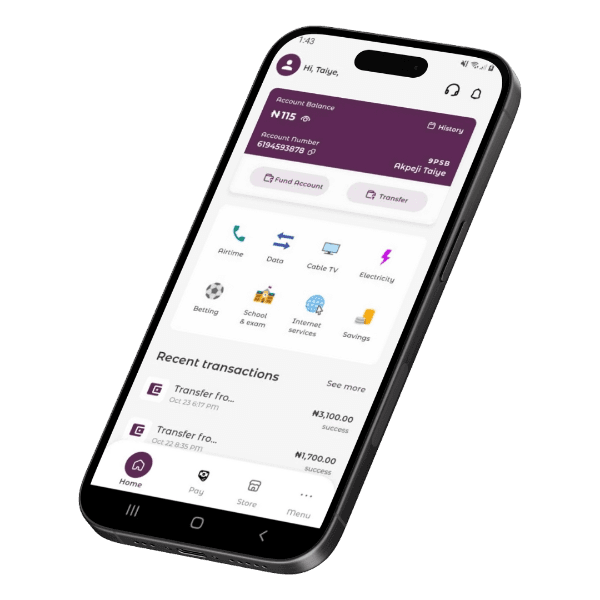 1:43
Hi, Taiye,
Account Balance
₦115
History
Account Number
6194593878
9PSB
Akpeji Taiye
Fund Account
Transfer
Airtime
Data
Cable TV
Electricity
Betting
School
& exam
Internet
services
Savings
Recent transactions
See more
Transfer fro...
₦3,100.00
Oct 23 6:17 PM
success
Transfer fro...
₦1,700.00
Oct 22 8:35 PM
success
Home
Pay
Store
Menu